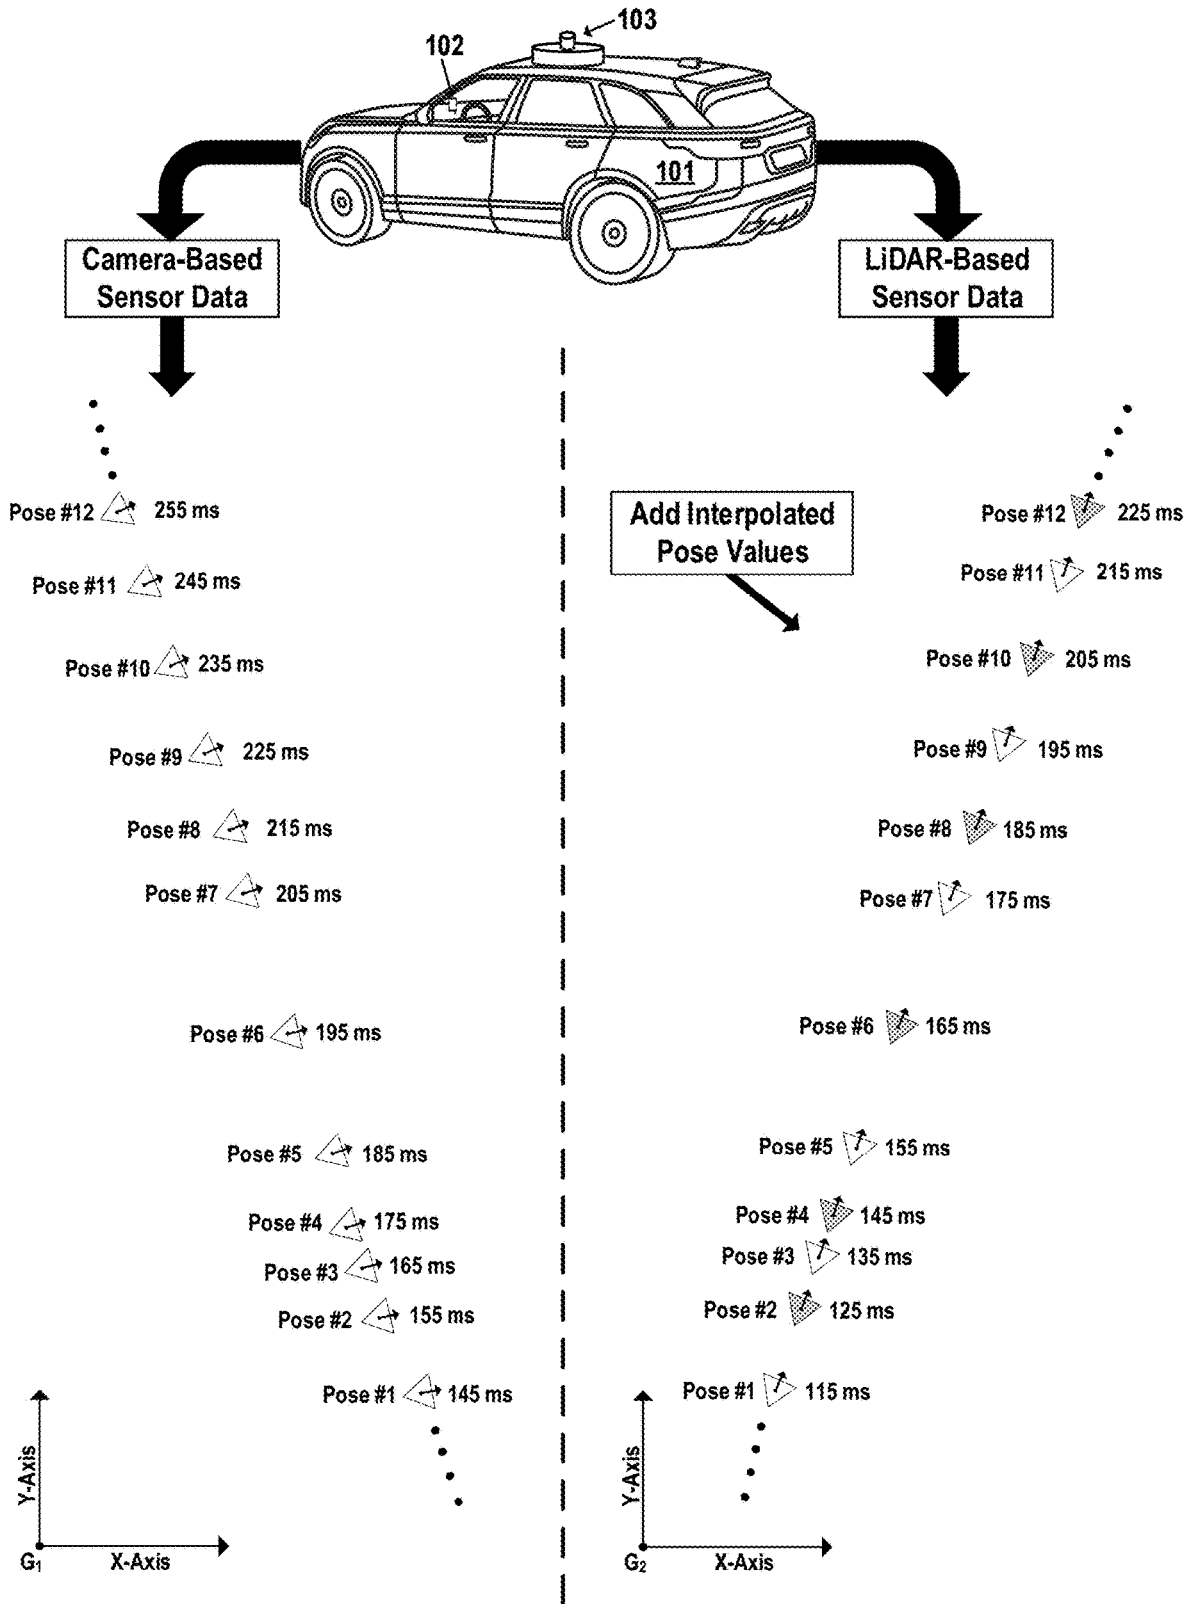 103
102
101
Camera-Based
Sensor Data
LiDAR-Based
Sensor Data
Add Interpolated
Pose Values
Pose #12 255 ms
Pose #11 245 ms
Pose #10 235 ms
Pose #9 225 ms
Pose #8 215 ms
Pose #7 205 ms
Pose #6 195 ms
Pose #5 185 ms
Pose #4 175 ms
Pose #3 165 ms
Pose #2 155 ms
Pose #1 145 ms
Y-Axis
G1 X-Axis
Pose #12 225 ms
Pose #11 215 ms
Pose #10 205 ms
Pose #9 195 ms
Pose #8 185 ms
Pose #7 175 ms
Pose #6 165 ms
Pose #5 155 ms
Pose #4 145 ms
Pose #3 135 ms
Pose #2 125 ms
Pose #1 115 ms
Y-Axis
G2 X-Axis